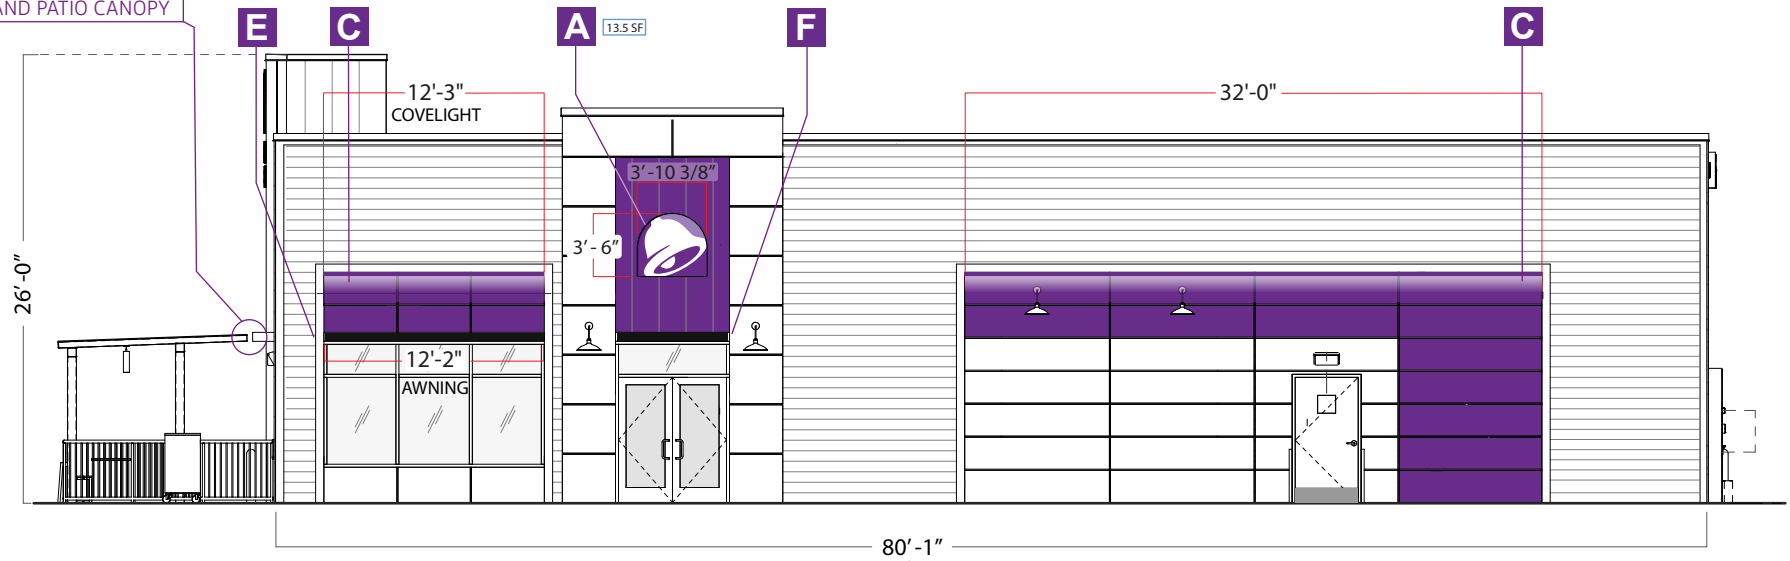 AND PATIO CANOPY
E
C
A
13.5 SF
F
C
12'-3"
COVELIGHT
32'-0"
3'-10 3/8"
3'-6"
26'-0"
12'-2"
AWNING
80'-1"